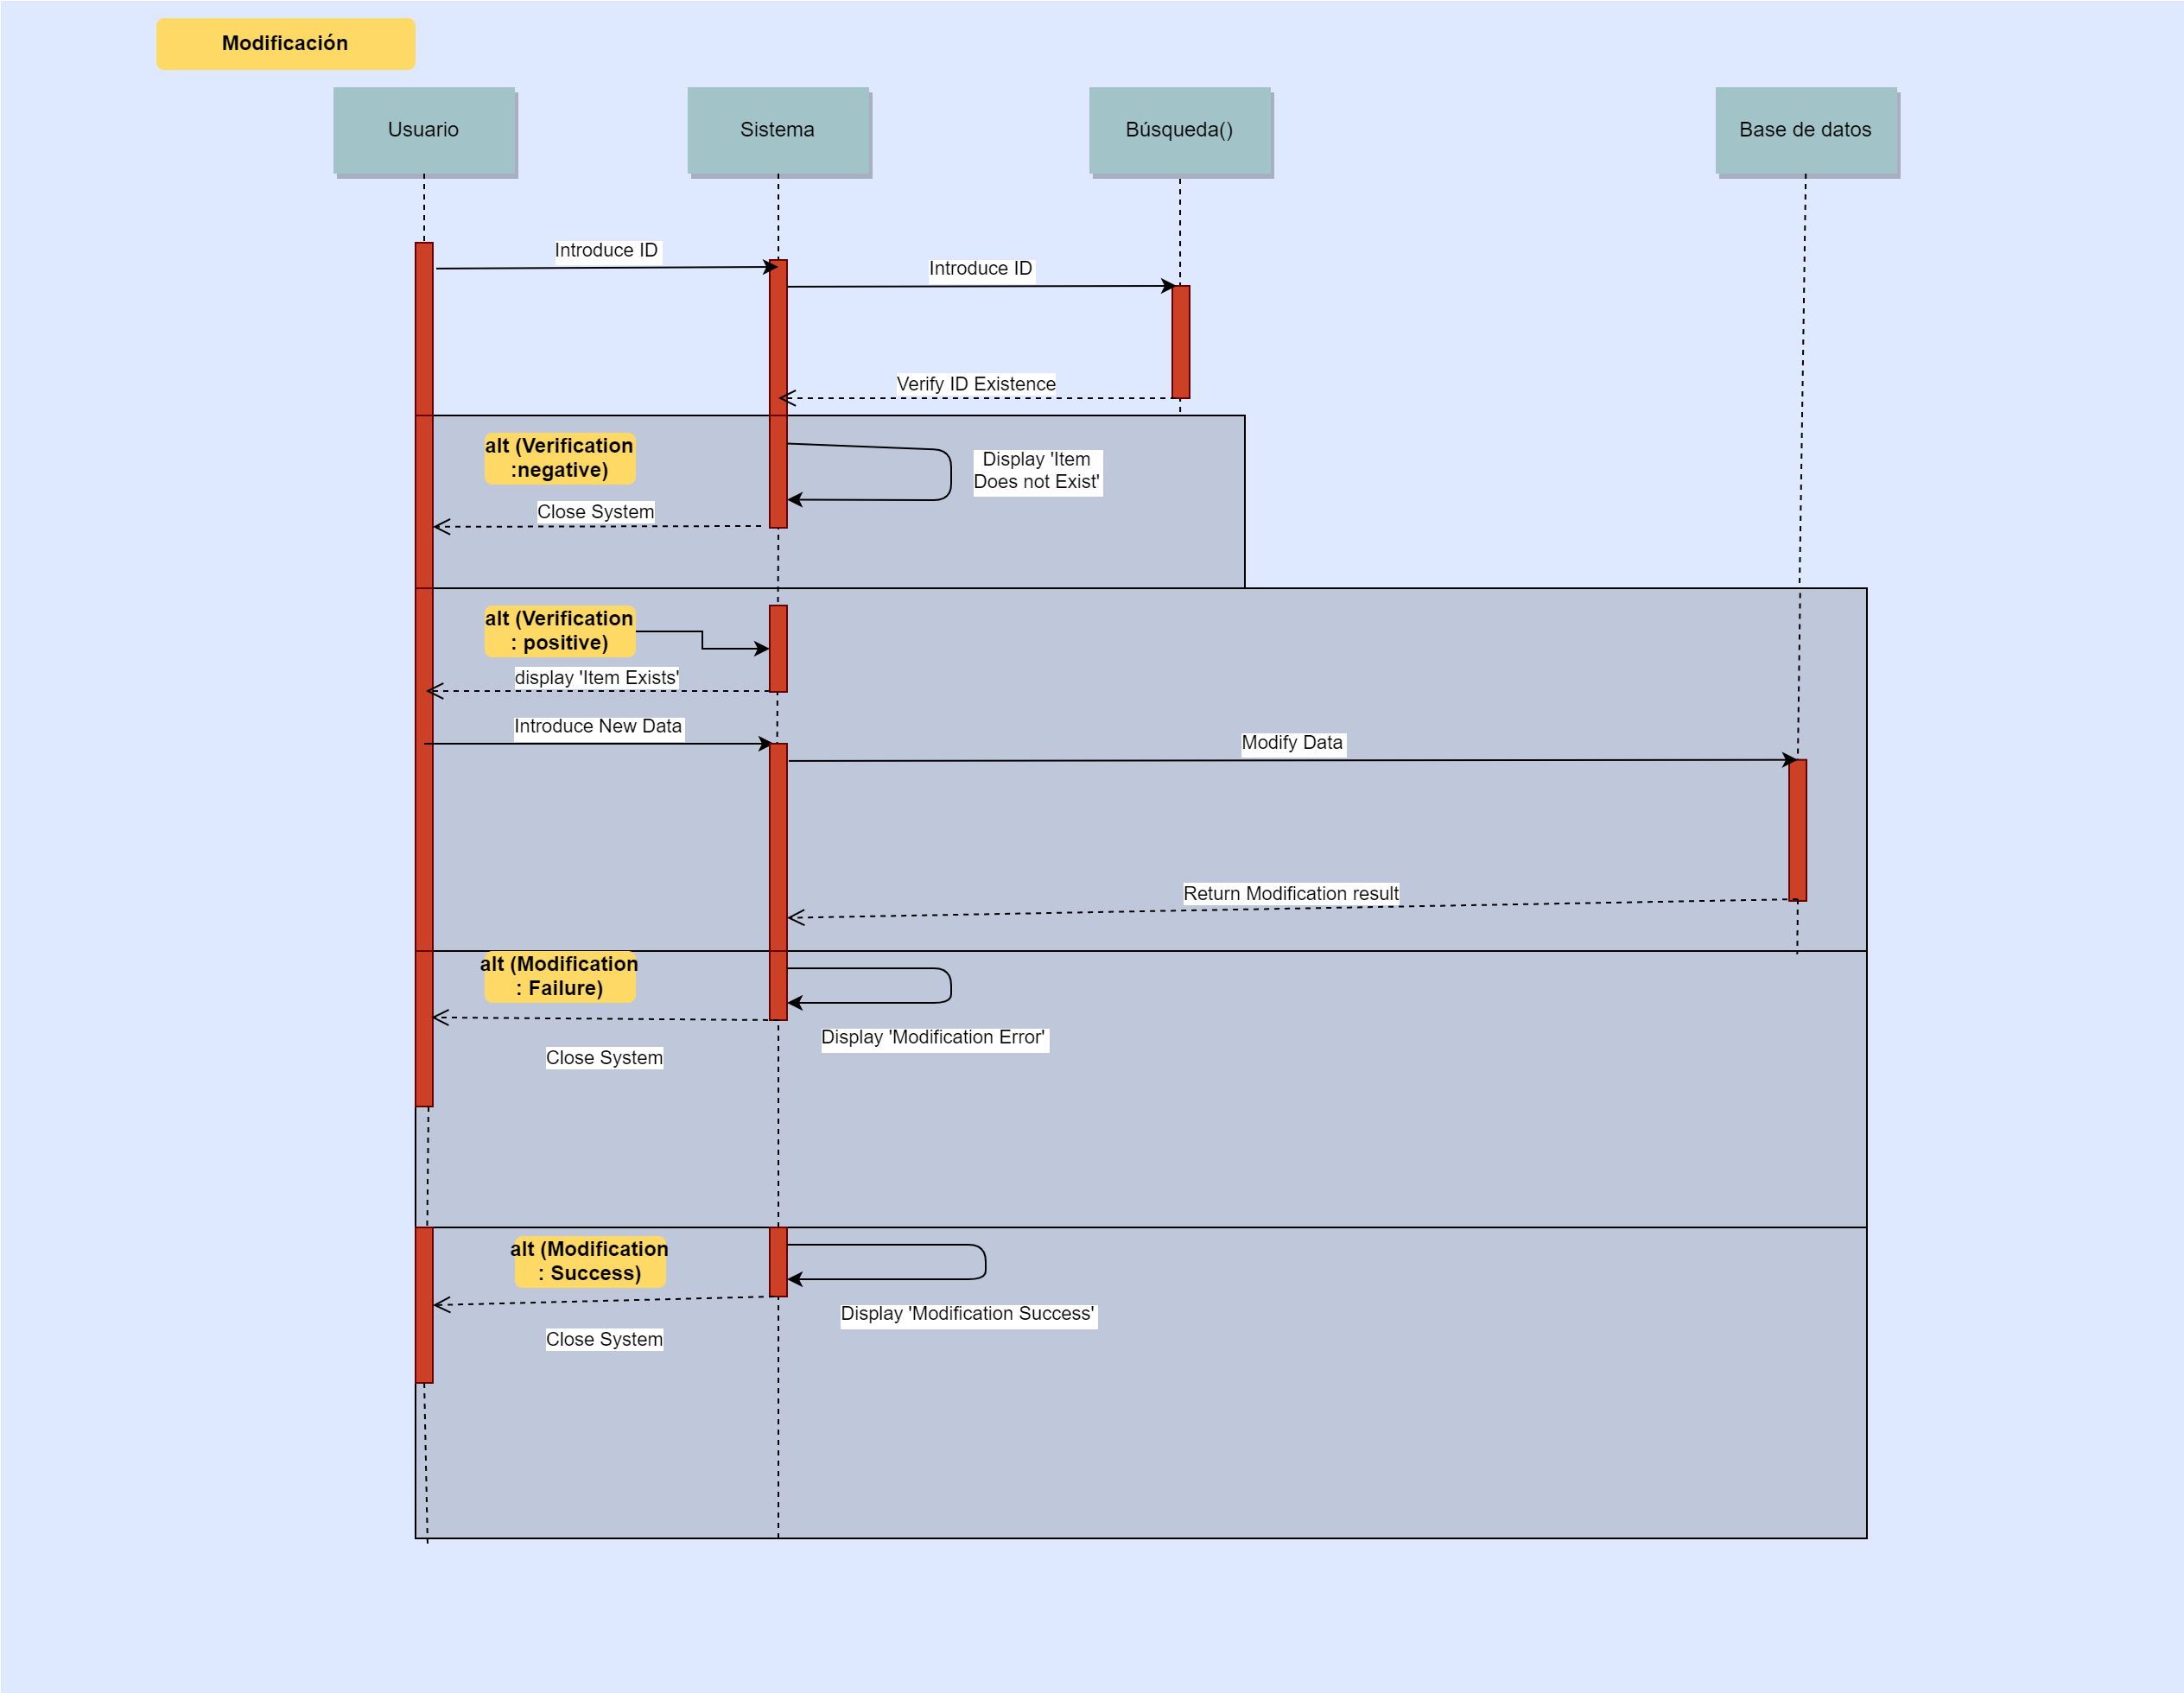 Modificación
Usuario
Sistema
Búsqueda()
Base de datos
Introduce ID
Introduce ID
Verify ID Existence
alt (Verification
:negative)
Display 'Item
Does not Exist'
Close System
alt (Verification
: positive)
display 'Item Exists'
Introduce New Data
Modify Data
Return Modification result
alt (Modification
: Failure)
Display 'Modification Error'
Close System
alt (Modification
: Success)
Display 'Modification Success'
Close System